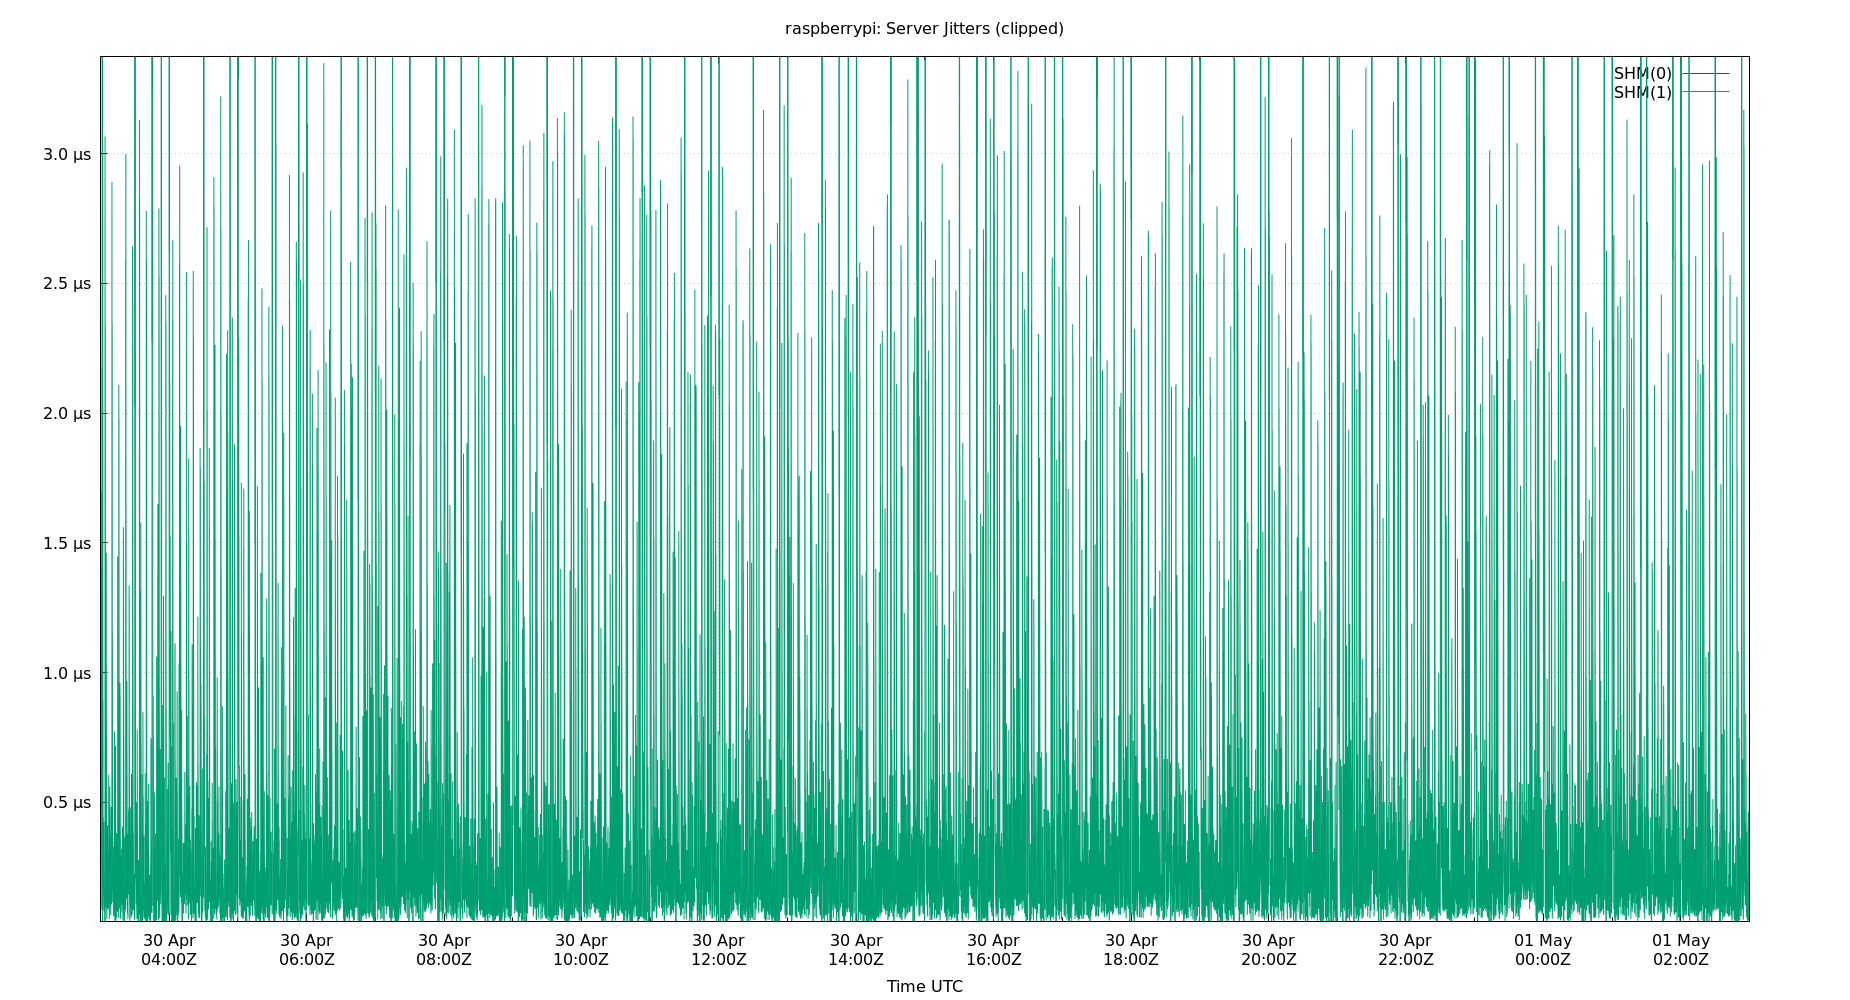 raspberrypi: Server Jitters (clipped)
SHM(0)
SHM(1)
3.0 µs
2.5 µs
2.0 µs
1.5 µs
1.0 µs
0.5 µs
30 Apr 30 Apr 30 Apr 30 Apr 30 Apr 30 Apr 30 Apr 30 Apr 30 Apr 30 Apr 01 May 01 May
04:00Z 06:00Z 08:00Z 10:00Z 12:00Z 14:00Z 16:00Z 18:00Z 20:00Z 22:00Z 00:00Z 02:00Z
Time UTC